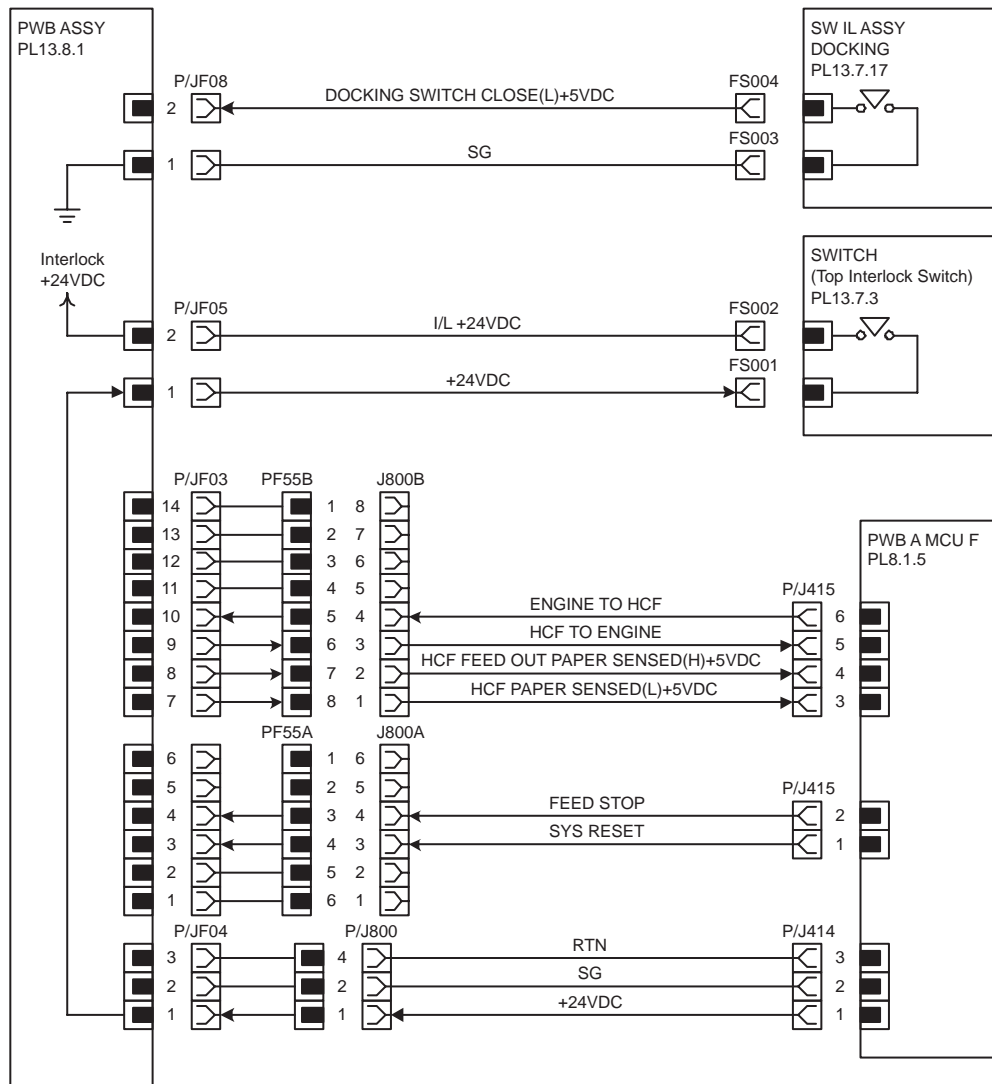 PWB ASSY
PL13.8.1
SW IL ASSY
DOCKING
PL13.7.17
P/JF08
FS004
2
DOCKING SWITCH CLOSE(L)+5VDC
FS003
1
SG
Interlock
+24VDC
SWITCH
(Top Interlock Switch)
PL13.7.3
P/JF05
FS002
2
I/L +24VDC
FS001
1
+24VDC
P/JF03 PF55B J800B
14 1 8
13 2 7
12 3 6
PWB A MCU F
PL8.1.5
11 4 5
P/J415
10 5 4 ENGINE TO HCF 6
9 6 3 HCF TO ENGINE 5
8 7 2 HCF FEED OUT PAPER SENSED(H)+5VDC 4
7 8 1 HCF PAPER SENSED(L)+5VDC 3
PF55A J800A
6 1 6
5 2 5
P/J415
4 3 4 FEED STOP 2
3 4 3 SYS RESET 1
2 5 2
1 6 1
P/JF04 P/J800 P/J414
3 4 RTN 3
2 2 SG 2
1 1 +24VDC 1